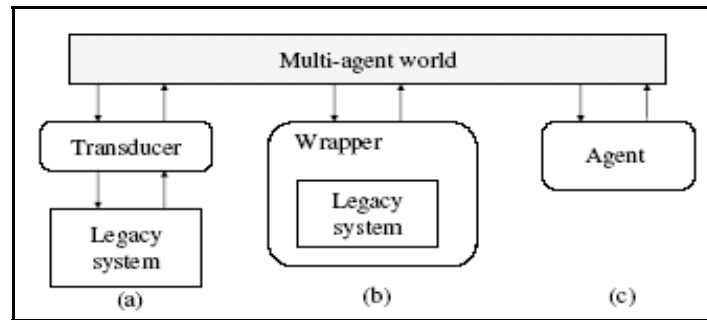 Multi-agent world
Transducer
Legacy
system
(a)
Wrapper
Legacy
system
(b)
Agent
(c)